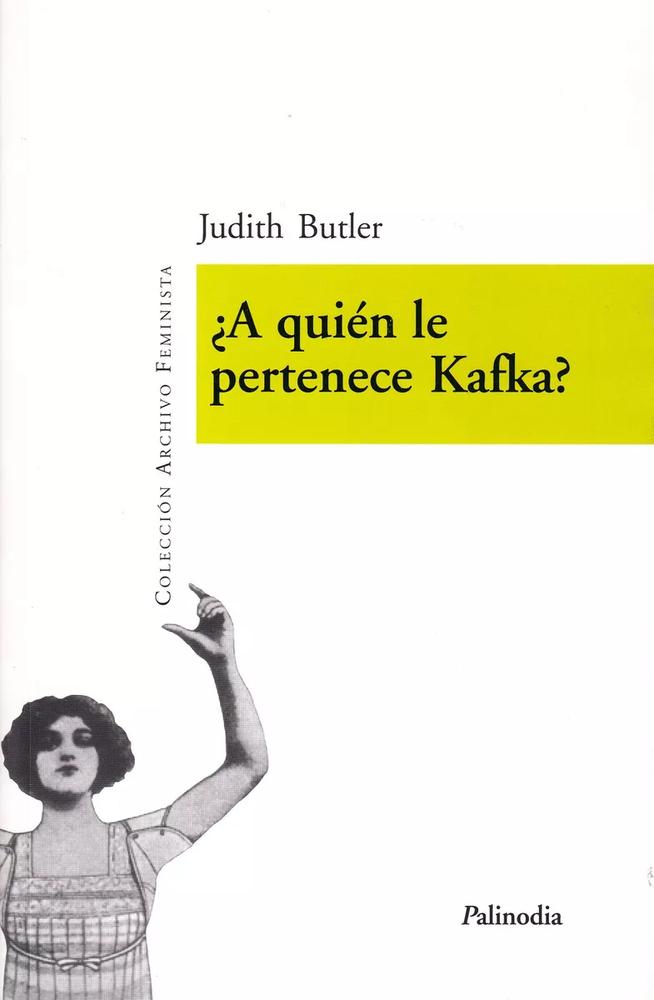 Judith Butler
¿A quién le
pertenece Kafka?
Colección Archivo Feminista
Palinodia